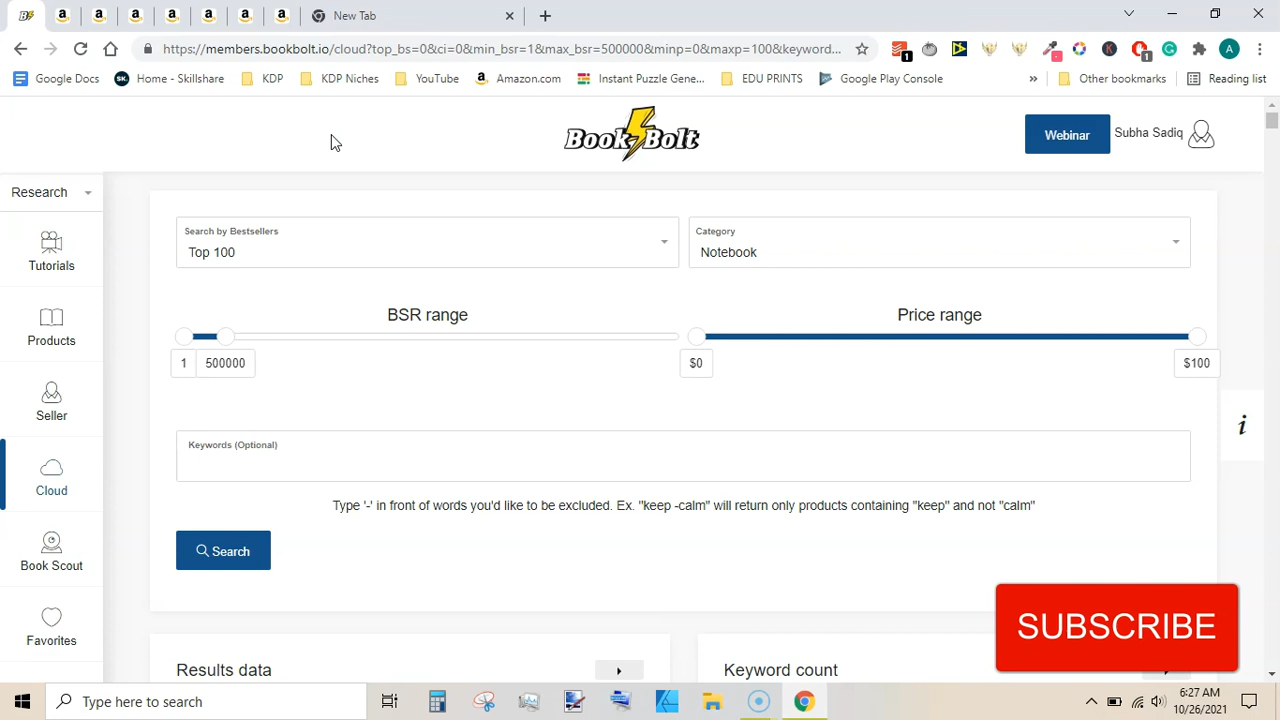 New Tab
https://members.bookbolt.io/cloud?top_bs=0&ci=0&min_bsr=1&max_bsr=500000&minp=0&maxp=100&keyword...
Google Docs
Home - Skillshare
KDP
KDP Niches
YouTube
Amazon.com
Instant Puzzle Gene...
EDU PRINTS
Google Play Console
»
Other bookmarks
Reading list
Book Bolt
Webinar
Subha Sadiq
Research
Tutorials
Products
Seller
Cloud
Book Scout
Favorites
Search by Bestsellers
Top 100
Category
Notebook
BSR range
Price range
1
500000
$0
$100
i
Keywords (Optional)
Type '-' in front of words you'd like to be excluded. Ex. "keep -calm" will return only products containing "keep" and not "calm"
Search
SUBSCRIBE
Results data
Keyword count
Type here to search
6:27 AM
10/26/2021